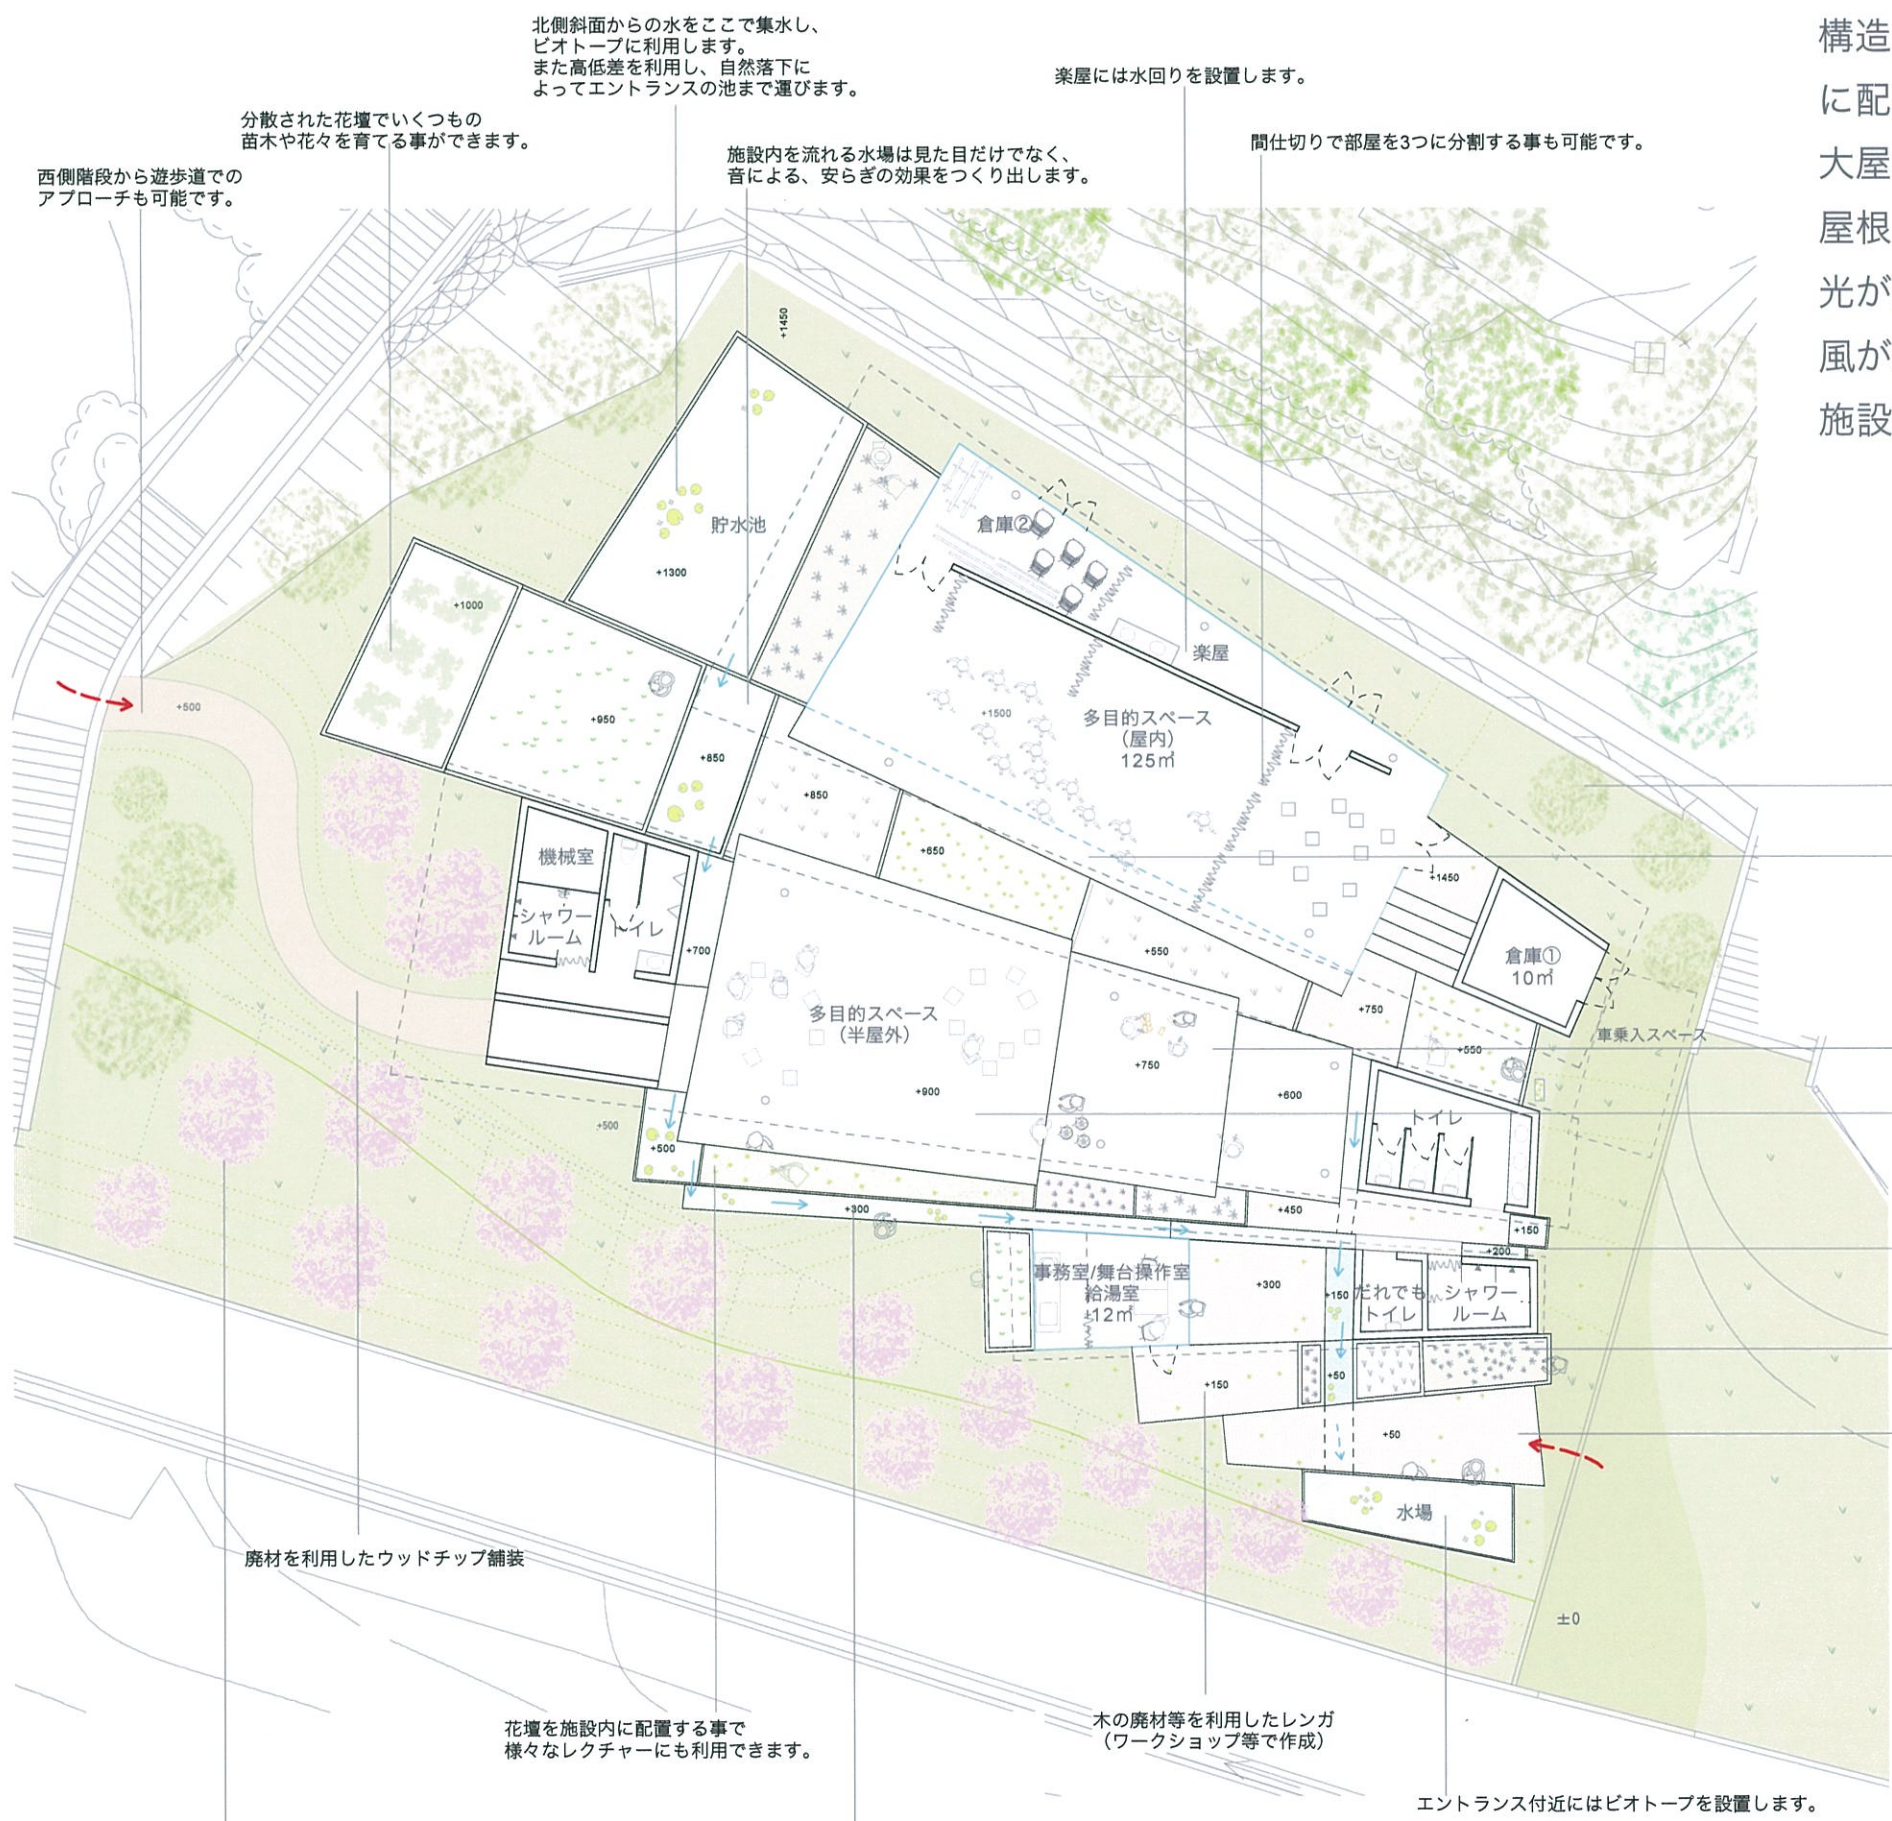 北側斜面からの水をここで集水し、
ビオトープに利用します。
また高低差を利用し、自然落下に
よってエントランスの池まで運びます。
楽屋には水回りを設置します。
分散された花壇でいくつもの
苗木や花々を育てる事ができます。
間仕切りで部屋を3つに分割する事も可能です。
施設内を流れる水場は見た目だけでなく、
音による、安らぎの効果をつくり出します。
西側階段から遊歩道での
アプローチも可能です。
構造
に配
大屋
屋根
光が
風が
施設
+1450
貯水池
+1300
倉庫②
+1000
楽屋
+500
+950
+1500
多目的スペース
(屋内)
125㎡
+850
+850
+650
機械室
シャワー
ルーム
トイレ
+700
+1450
倉庫①
10㎡
+550
+750
車乗入スペース
+550
多目的スペース
(半屋外)
+900
+750
+600
トイレ
+500
+500
+300
+450
+150
+200
事務室/舞台操作室
給湯室
12㎡
+300
+150
だれでも
トイレ
シャワー
ルーム
+150
+50
+50
水場
±0
廃材を利用したウッドチップ舗装
花壇を施設内に配置する事で
様々なレクチャーにも利用できます。
木の廃材等を利用したレンガ
(ワークショップ等で作成)
エントランス付近にはビオトープを設置します。